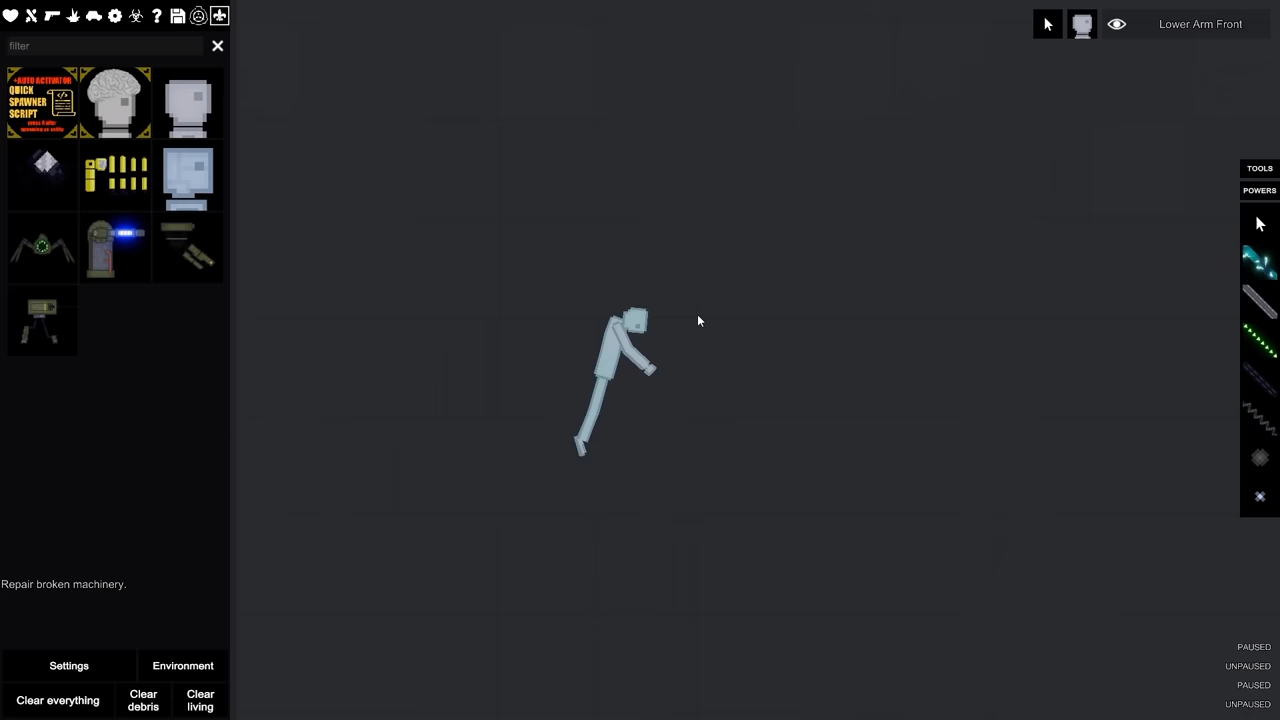 Lower Arm Front
filter
+AUTO ACTIVATOR
QUICK
SPAWNER
SCRIPT
TOOLS
POWERS
Repair broken machinery.
Settings
Environment
Clear everything
Clear
debris
Clear
living
PAUSED
UNPAUSED
PAUSED
UNPAUSED